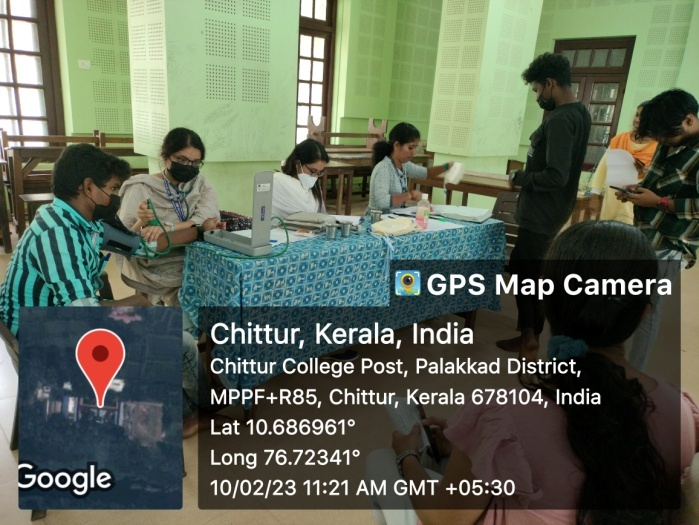 GPS Map Camera
Chittur, Kerala, India
Chittur College Post, Palakkad District,
MPPF+R85, Chittur, Kerala 678104, India
Lat 10.686961°
Long 76.72341°
10/02/23 11:21 AM GMT +05:30
Google